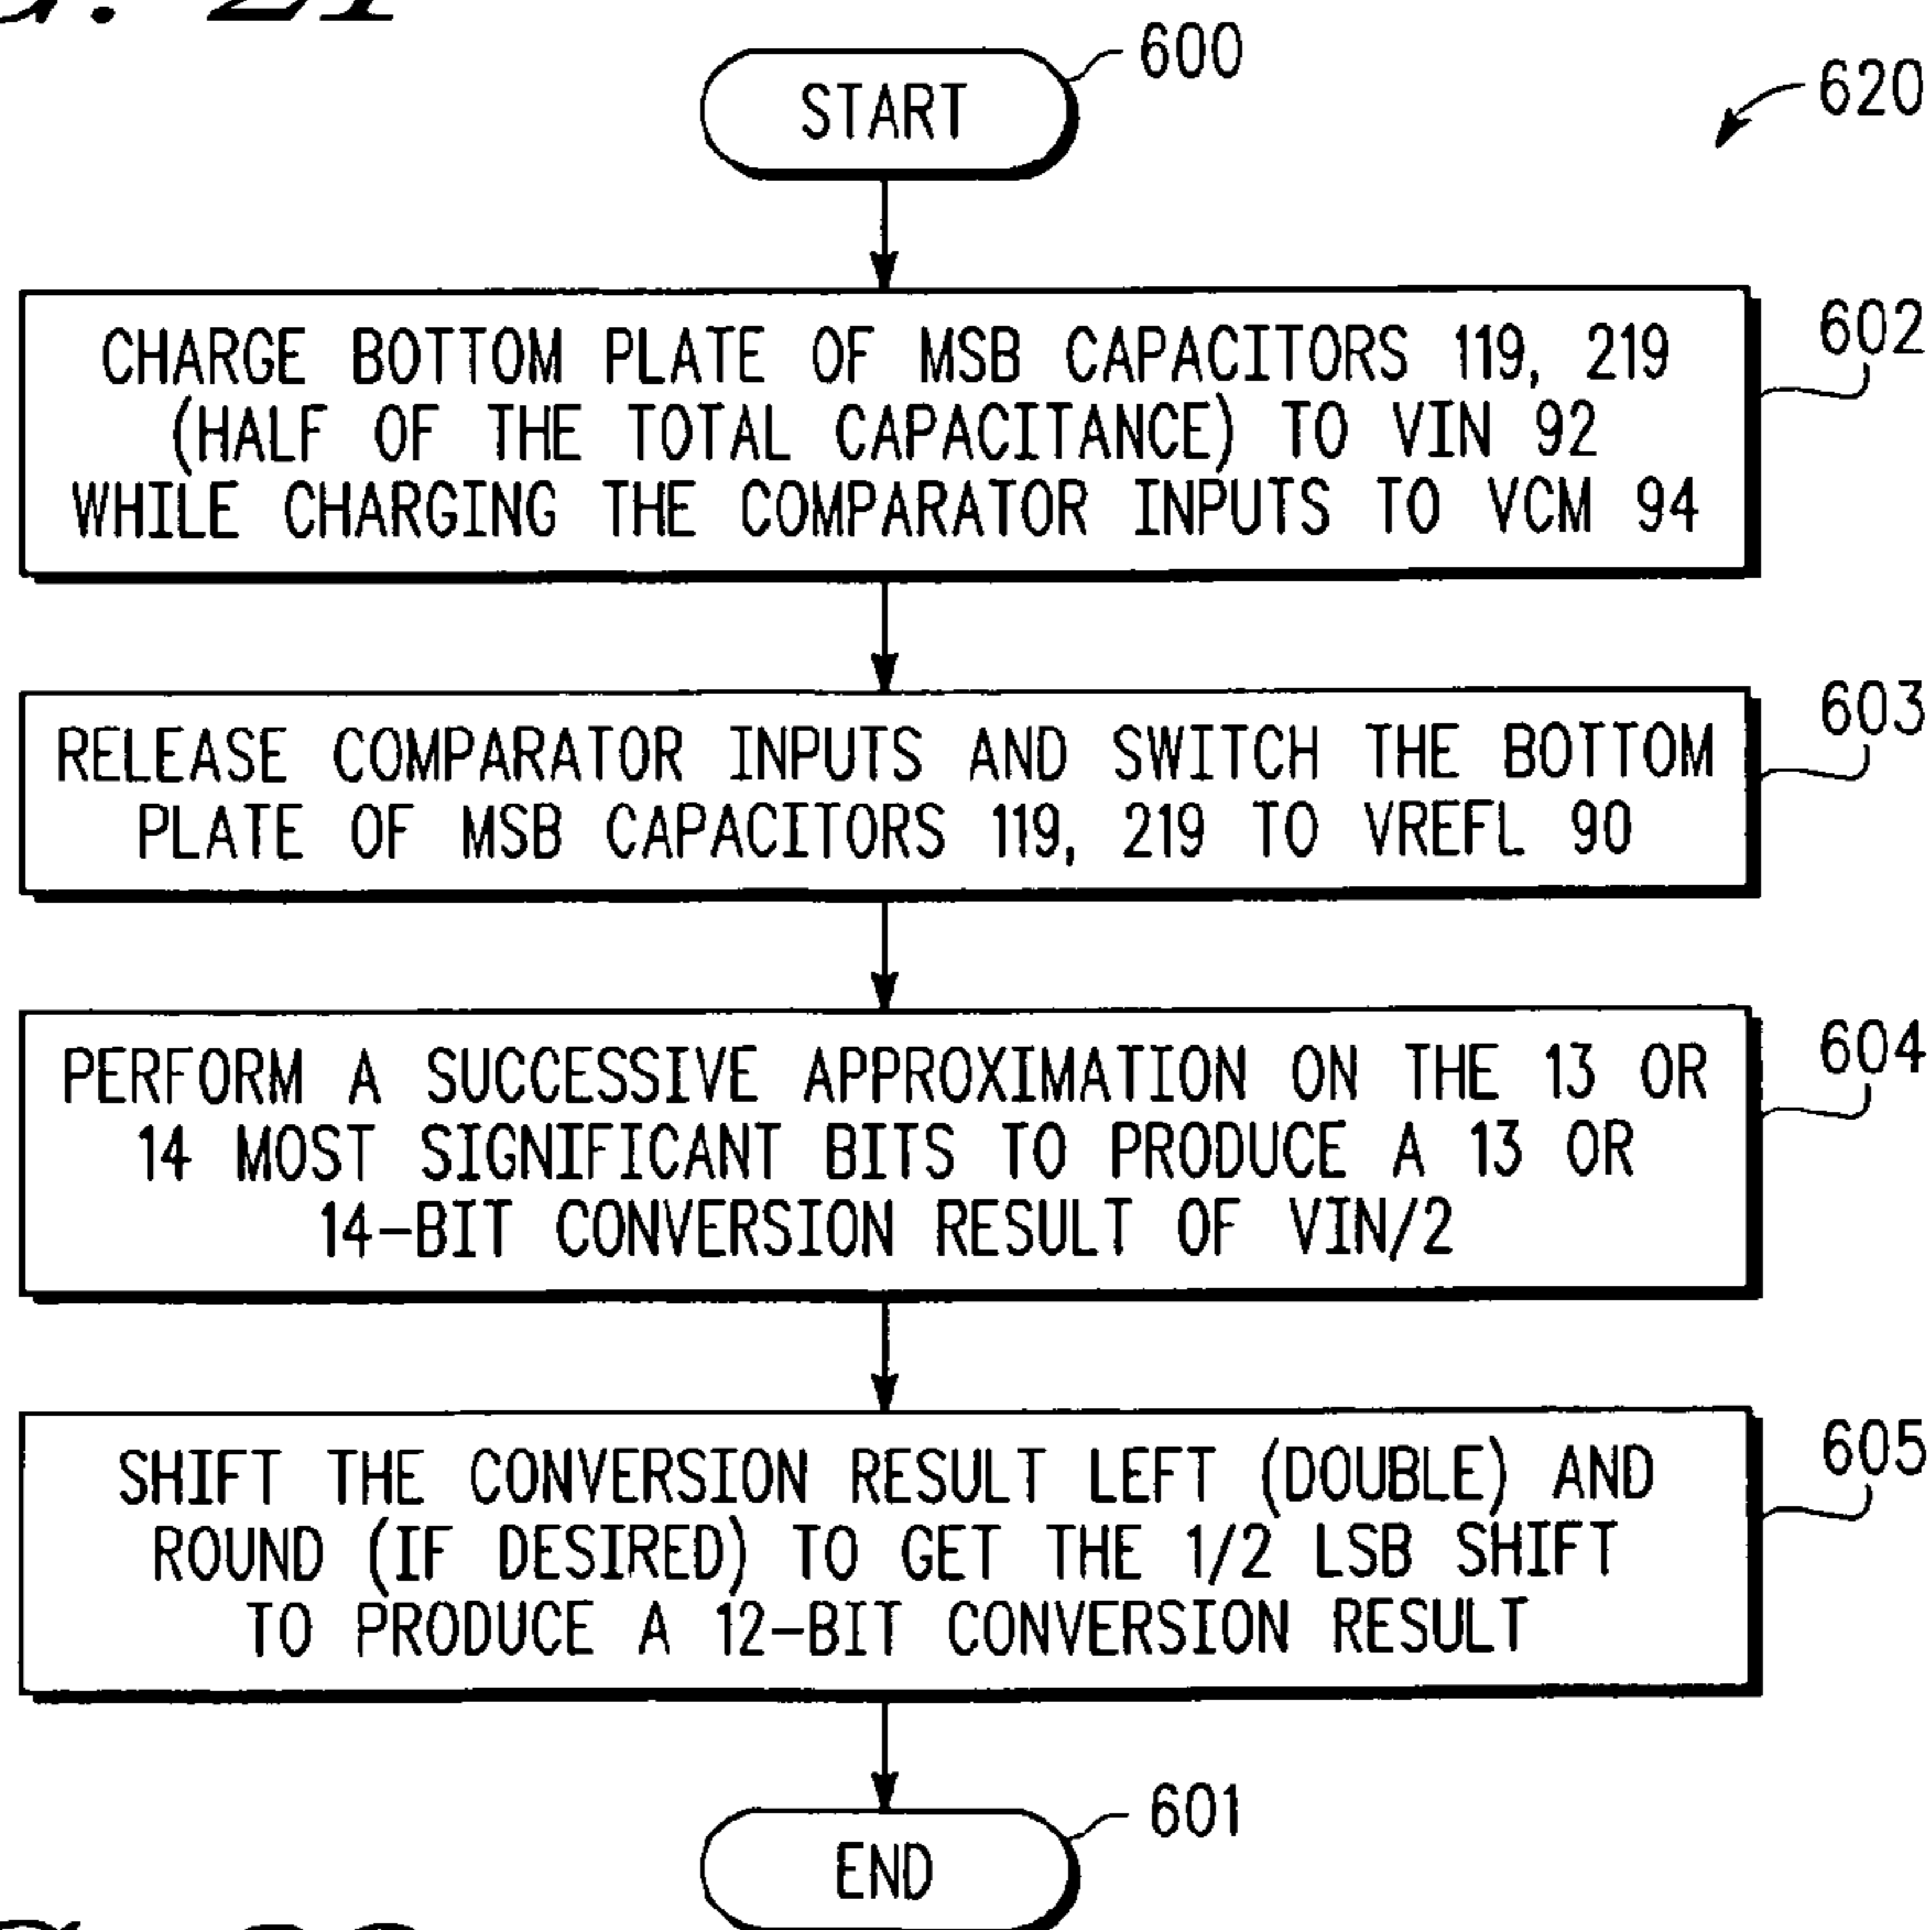 START
600
620
CHARGE BOTTOM PLATE OF MSB CAPACITORS 119, 219
(HALF OF THE TOTAL CAPACITANCE) TO VIN 92
WHILE CHARGING THE COMPARATOR INPUTS TO VCM 94
602
RELEASE COMPARATOR INPUTS AND SWITCH THE BOTTOM
PLATE OF MSB CAPACITORS 119, 219 TO VREFL 90
603
PERFORM A SUCCESSIVE APPROXIMATION ON THE 13 OR
14 MOST SIGNIFICANT BITS TO PRODUCE A 13 OR
14-BIT CONVERSION RESULT OF VIN/2
604
SHIFT THE CONVERSION RESULT LEFT (DOUBLE) AND
ROUND (IF DESIRED) TO GET THE 1/2 LSB SHIFT
TO PRODUCE A 12-BIT CONVERSION RESULT
605
END
601